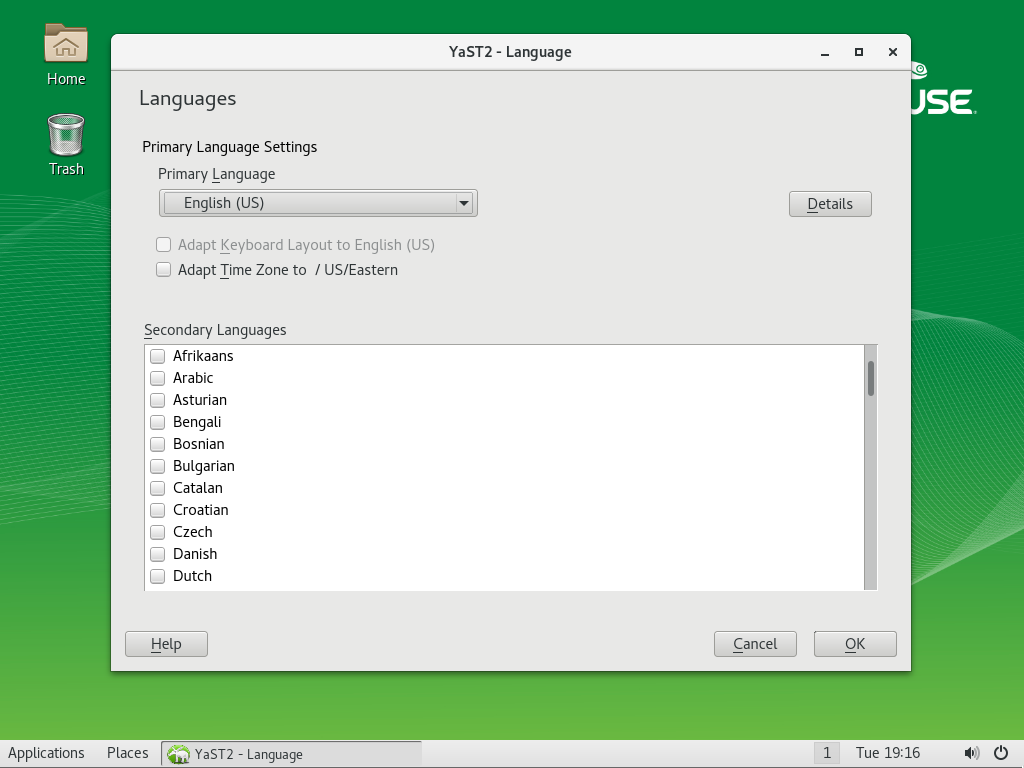 Home
Trash
YaST2 - Language
USE
Languages
Primary Language Settings
Primary Language
English (US)
Details
Adapt Keyboard Layout to English (US)
Adapt Time Zone to / US/Eastern
Secondary Languages
Afrikaans
Arabic
Asturian
Bengali
Bosnian
Bulgarian
Catalan
Croatian
Czech
Danish
Dutch
Help
Cancel
OK
Applications
Places
YaST2 - Language
1
Tue 19:16